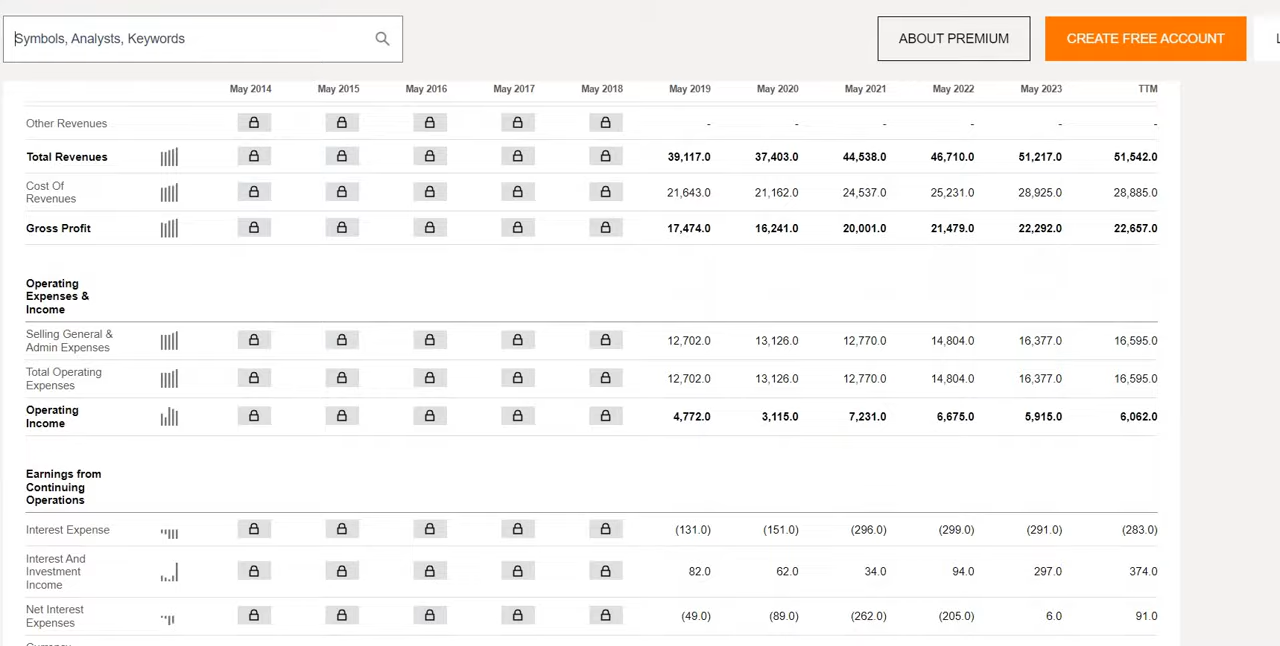 Symbols, Analysts, Keywords
ABOUT PREMIUM
CREATE FREE ACCOUNT
May 2014 May 2015 May 2016 May 2017 May 2018 May 2019 May 2020 May 2021 May 2022 May 2023 TTM
Other Revenues - - - - - -
Total Revenues 39,117.0 37,403.0 44,538.0 46,710.0 51,217.0 51,542.0
Cost Of
Revenues 21,643.0 21,162.0 24,537.0 25,231.0 28,925.0 28,885.0
Gross Profit 17,474.0 16,241.0 20,001.0 21,479.0 22,292.0 22,657.0
Operating
Expenses &
Income
Selling General &
Admin Expenses 12,702.0 13,126.0 12,770.0 14,804.0 16,377.0 16,595.0
Total Operating
Expenses 12,702.0 13,126.0 12,770.0 14,804.0 16,377.0 16,595.0
Operating
Income 4,772.0 3,115.0 7,231.0 6,675.0 5,915.0 6,062.0
Earnings from
Continuing
Operations
Interest Expense (131.0) (151.0) (296.0) (299.0) (291.0) (283.0)
Interest And
Investment
Income 82.0 62.0 34.0 94.0 297.0 374.0
Net Interest
Expenses (49.0) (89.0) (262.0) (205.0) 6.0 91.0